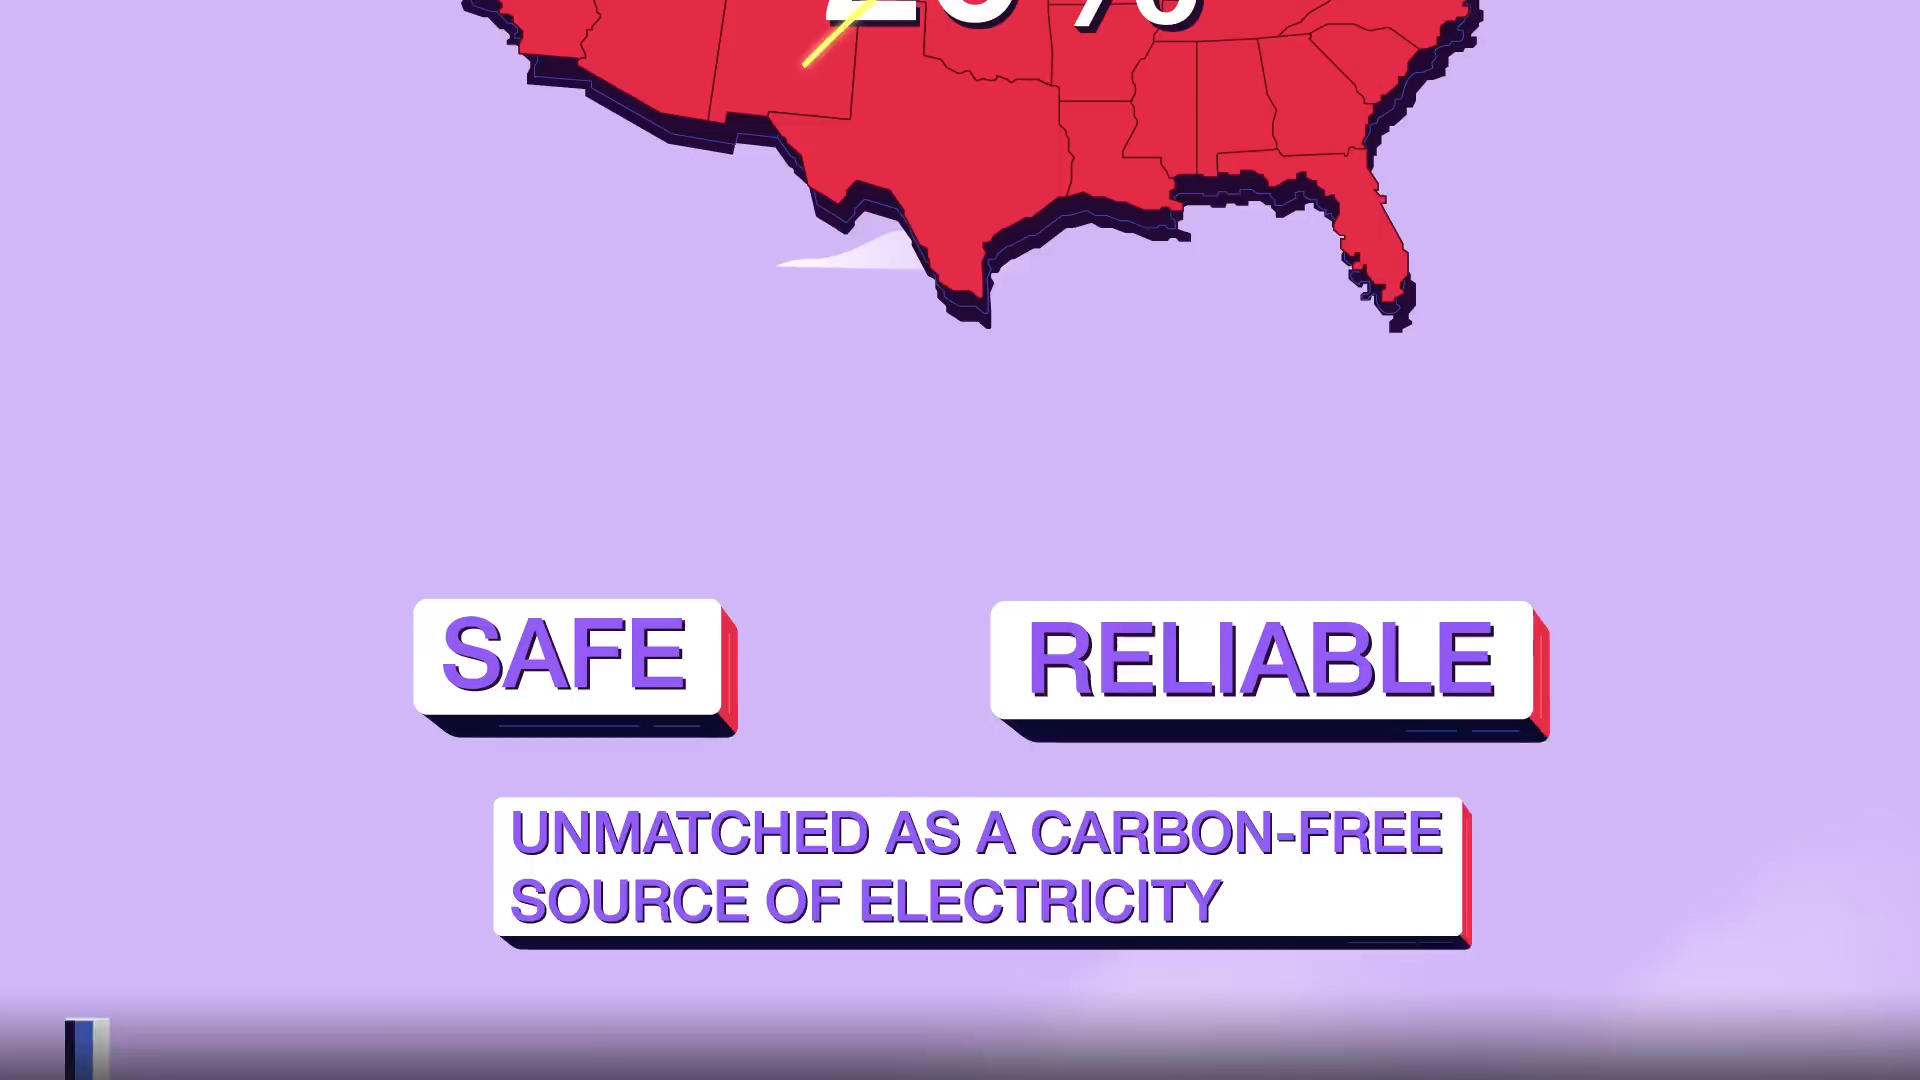 SAFE
RELIABLE
UNMATCHED AS A CARBON-FREE
SOURCE OF ELECTRICITY